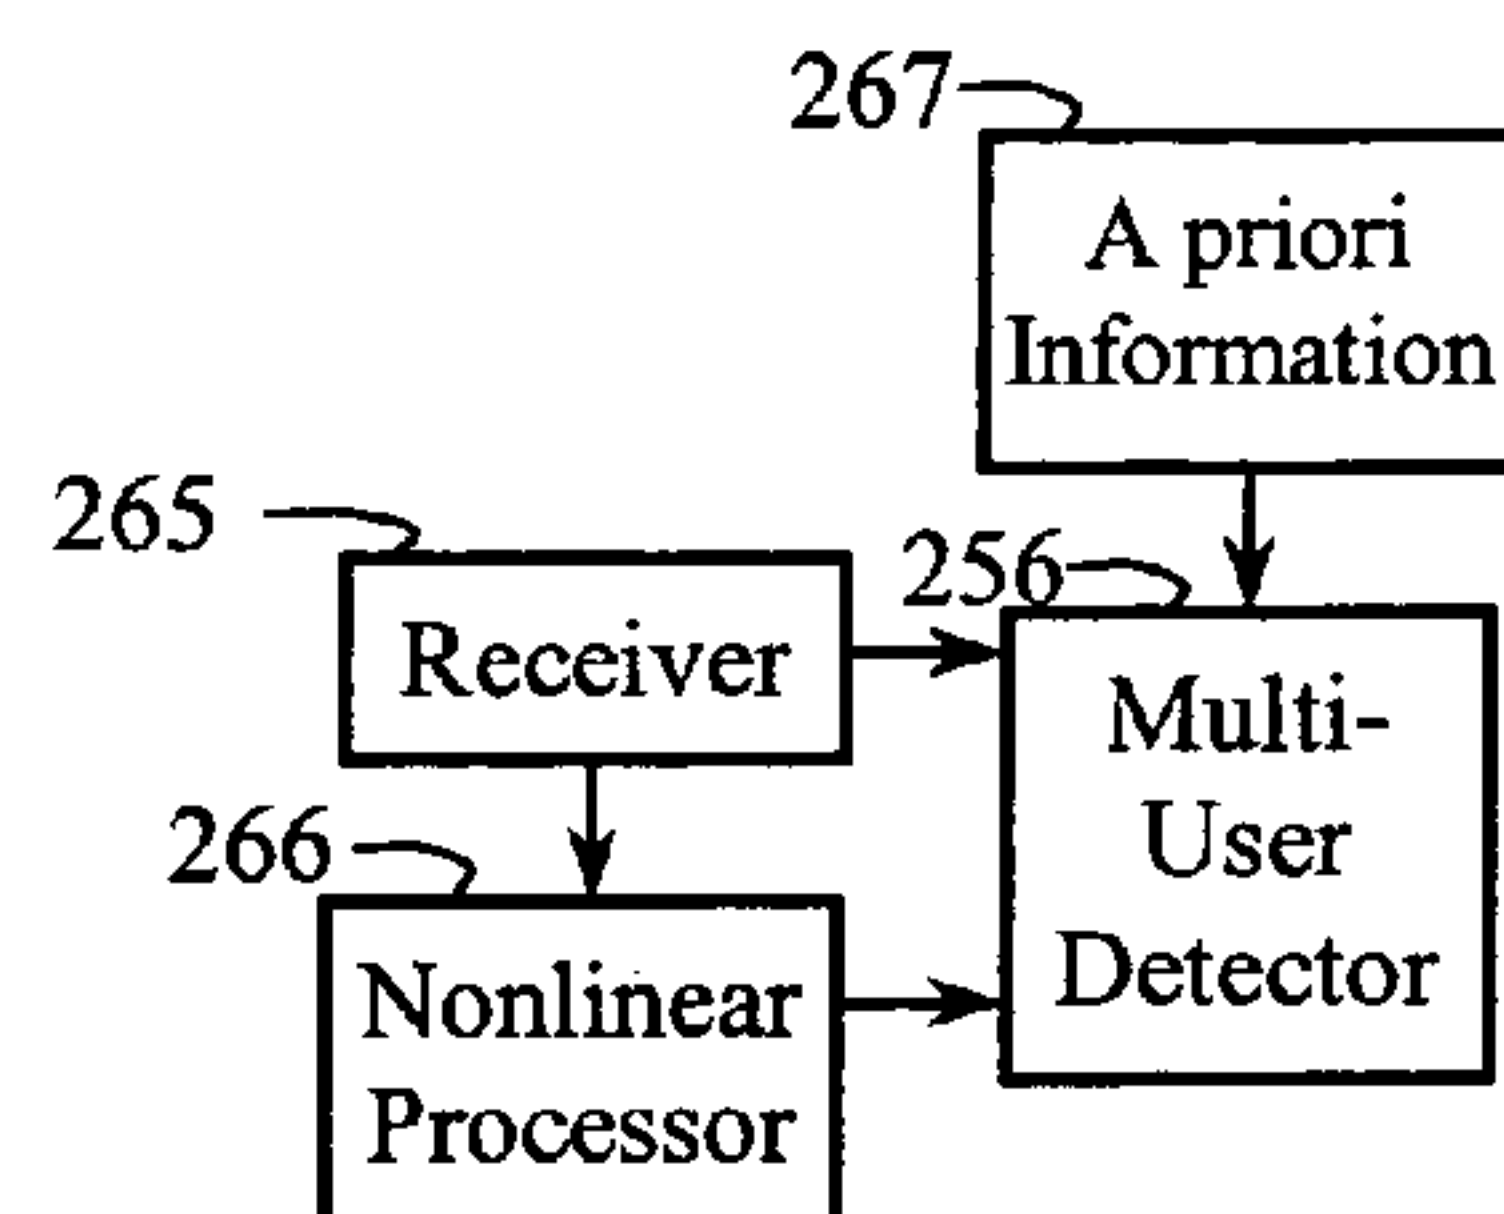 267
A priori
Information
265
256
Receiver
Multi-
User
Detector
266
Nonlinear
Processor